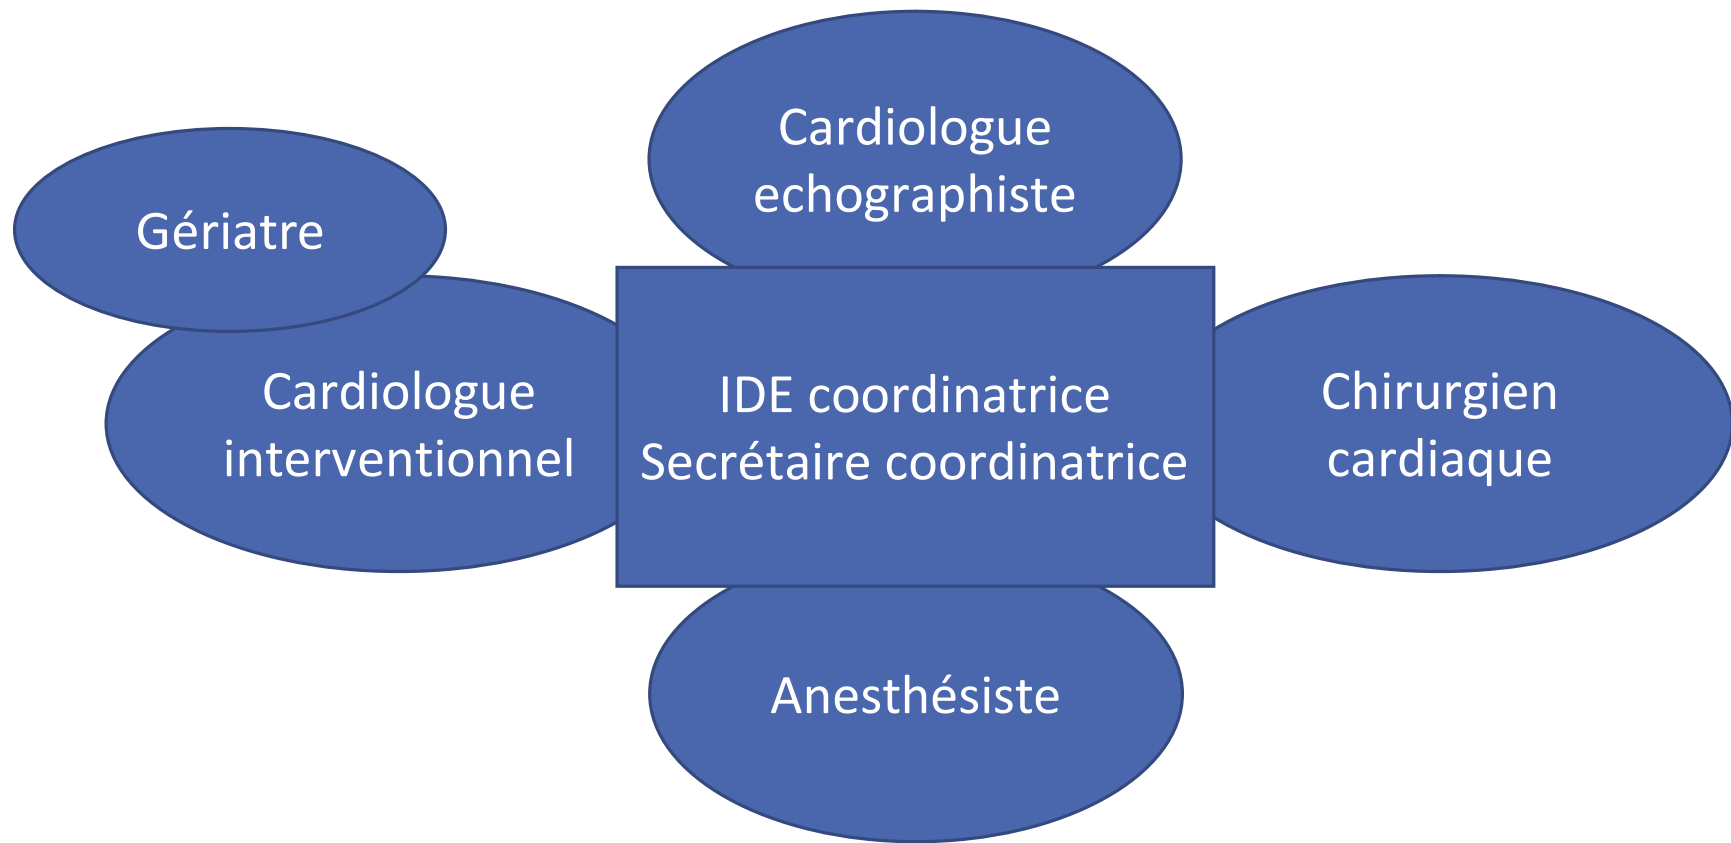 Cardiologue
echographiste
Gériatre
Cardiologue
interventionnel
IDE coordinatrice
Secrétaire coordinatrice
Chirurgien
cardiaque
Anesthésiste